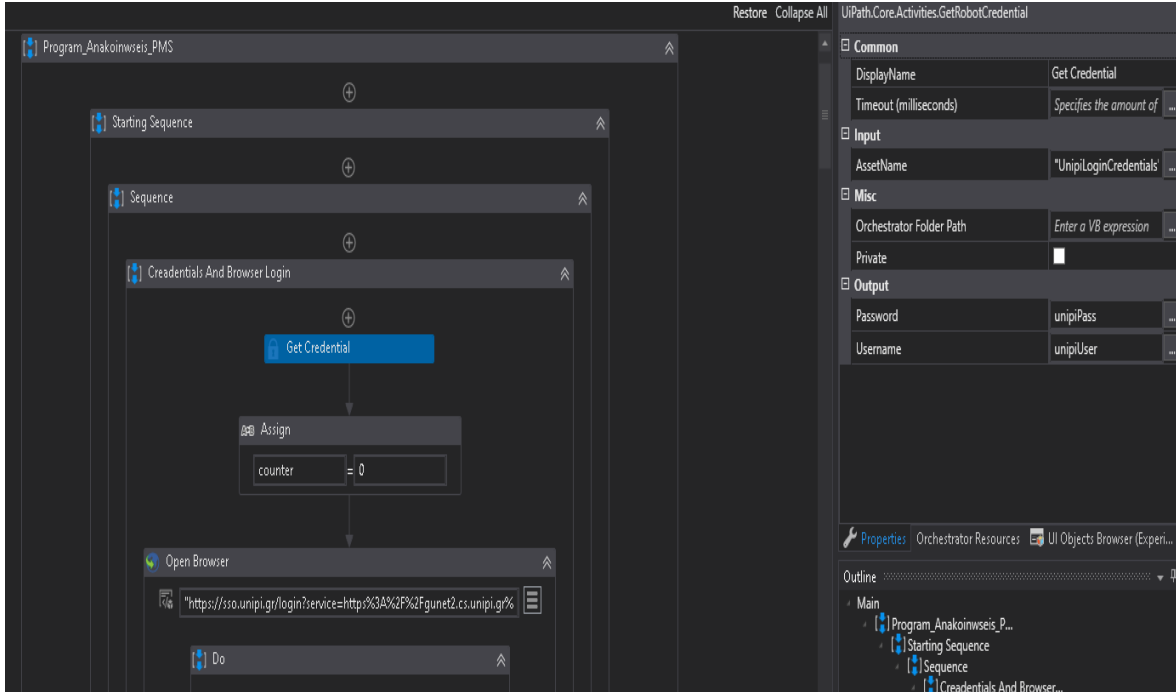 Restore Collapse All
Program_Anakoinwseis_PMS
Starting Sequence
Sequence
Creadentials And Browser Login
Get Credential
Assign
counter = 0
Open Browser
"https://sso.unipi.gr/login?service=https%3A%2F%2Fgunet2.cs.unipi.gr%
Do
UiPath.Core.Activities.GetRobotCredential
Common
DisplayName Get Credential
Timeout (milliseconds) Specifies the amount of ...
Input
AssetName "UnipiLoginCredentials" ...
Misc
Orchestrator Folder Path Enter a VB expression ...
Private
Output
Password unipiPass ...
Username unipiUser ...
Properties Orchestrator Resources UI Objects Browser (Experi...
Outline
Main
Program_Anakoinwseis_P...
Starting Sequence
Sequence
Creadentials And Browser...